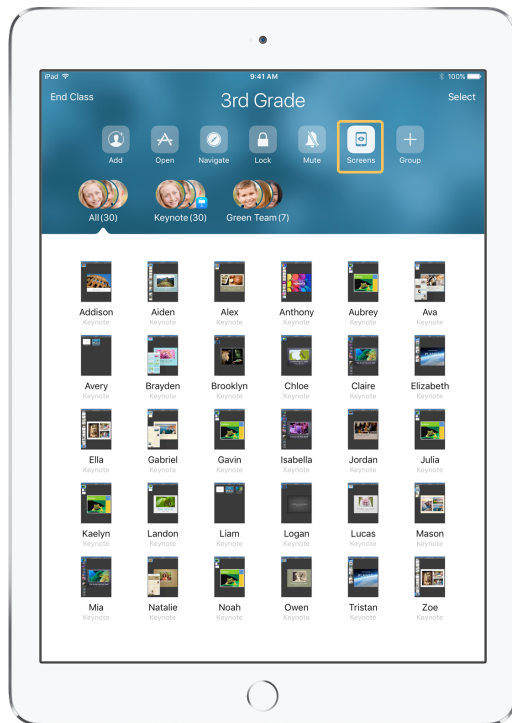 iPad 9:41 AM 100%
End Class 3rd Grade Select
Add Open Navigate Lock Mute Screens Group
All (30) Keynote (30) Green Team (7)
Addison Aiden Alex Anthony Aubrey Ava
Keynote Keynote Keynote Keynote Keynote Keynote
Avery Brayden Brooklyn Chloe Claire Elizabeth
Keynote Keynote Keynote Keynote Keynote Keynote
Ella Gabriel Gavin Isabella Jordan Julia
Keynote Keynote Keynote Keynote Keynote Keynote
Kaelyn Landon Liam Logan Lucas Mason
Keynote Keynote Keynote Keynote Keynote Keynote
Mia Natalie Noah Owen Tristan Zoe
Keynote Keynote Keynote Keynote Keynote Keynote